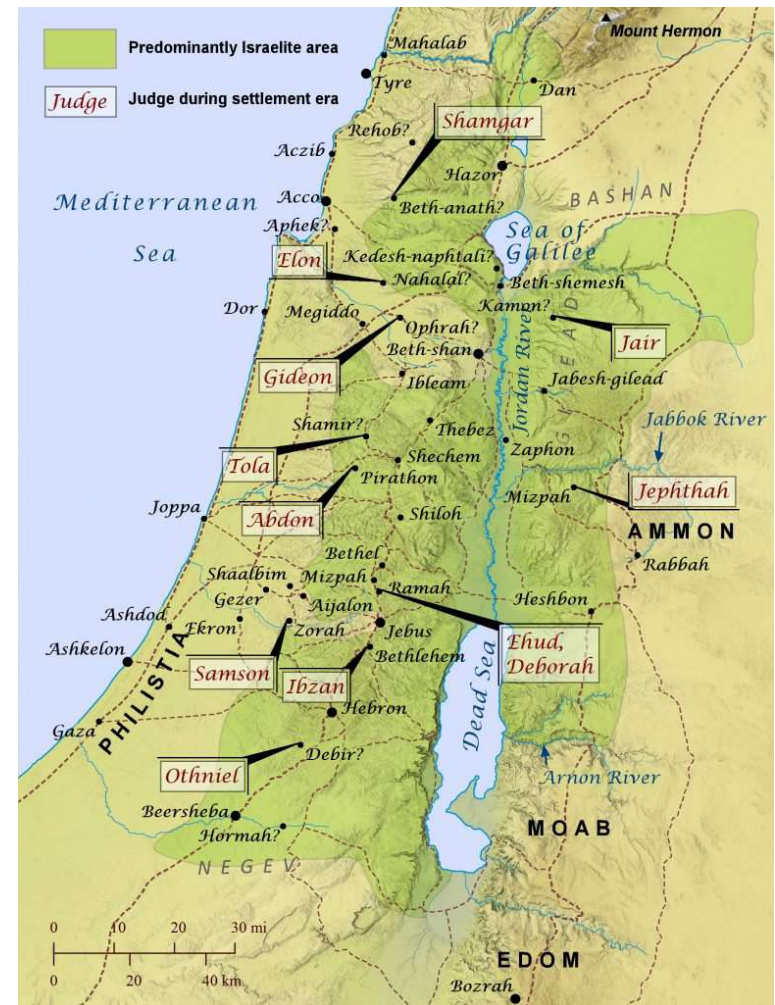 Predominantly Israelite area
Judge
Judge during settlement era
Mount Hermon
Mahalab
Tyre
Dan
Shamgar
Rehob?
Aczib
Hazor
BASHAN
Mediterranean
Sea
Acco
Beth-anath?
Aphek?
Sea of
Galilee
Elon
Kedesh-naphtali?
Nahalal?
Beth-shemesh
Kamon?
Dor
Megiddo
Ophrah?
Jair
Gideon
Beth-shan
Jordan River
GILEAD
Ibleam
Jabesh-gilead
Shamir?
Thebez
Jabbok River
Tola
Shechem
Zaphon
Pirathon
Mizpah
Jephthah
Joppa
Abdon
Shiloh
AMMON
Bethel
Rabbah
Shaalbim
Mizpah
Ramah
Gezer
Aijalon
Heshbon
Ashdod
Ekron
Zorah
Jebus
Ehud,
Deborah
Ashkelon
Bethlehem
Samson
Ibzan
PHILISTIA
Dead Sea
Hebron
Gaza
Debir?
Othniel
Arnon River
Beersheba
Hormah?
MOAB
NEGEV
0 10 20 30 mi
0 20 40 km
EDOM
Bozrah